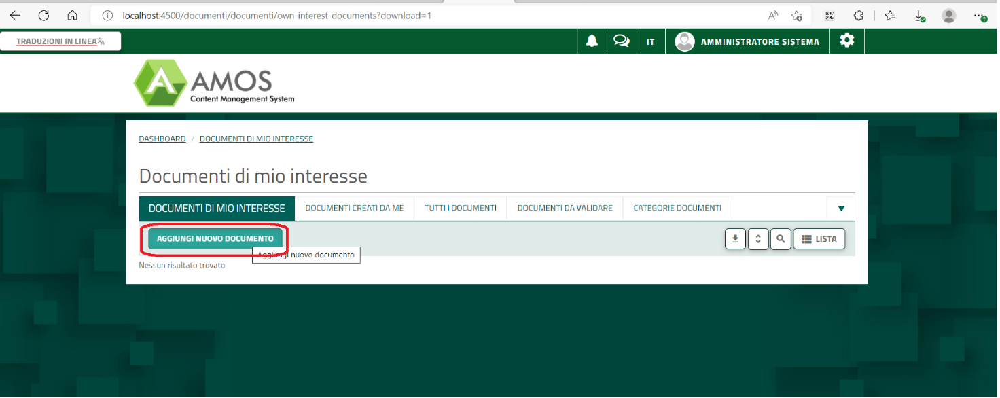 localhost:4500/documenti/documenti/own-interest-documents?download=1
TRADUZIONI IN LINEA
IT
AMMINISTRATORE SISTEMA
A
AMOS
Content Management System
DASHBOARD / DOCUMENTI DI MIO INTERESSE
Documenti di mio interesse
DOCUMENTI DI MIO INTERESSE
DOCUMENTI CREATI DA ME
TUTTI I DOCUMENTI
DOCUMENTI DA VALIDARE
CATEGORIE DOCUMENTI
AGGIUNGI NUOVO DOCUMENTO
LISTA
Aggiungi nuovo documento
Nessun risultato trovato